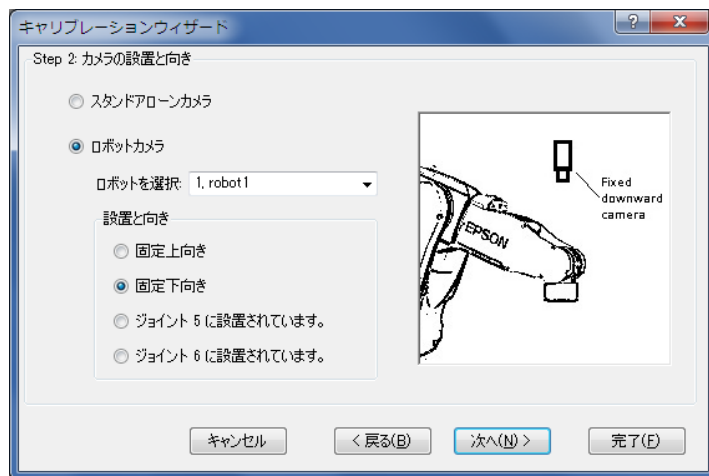 キャリブレーションウィザード
Step 2: カメラの設置と向き
スタンドアローンカメラ
ロボットカメラ
ロボットを選択: 1, robot1
設置と向き
固定上向き
固定下向き
ジョイント 5 に設置されています。
ジョイント 6 に設置されています。
EPSON
Fixed
downward
camera
キャンセル
< 戻る(B)
次へ(N) >
完了(F)